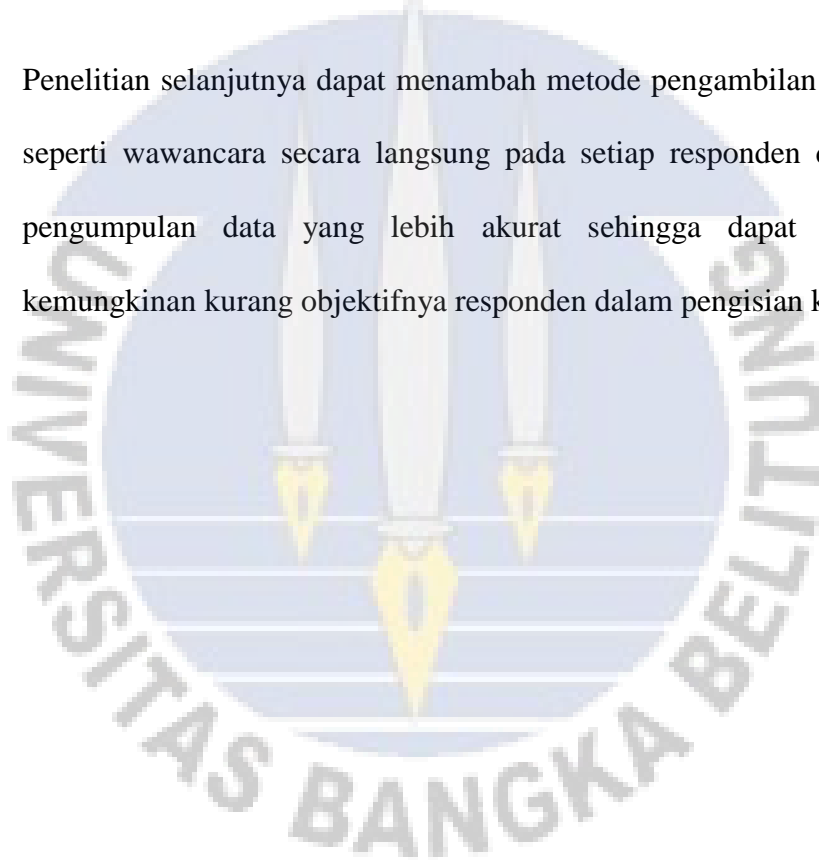 Penelitian selanjutnya dapat menambah metode pengambilan
seperti wawancara secara langsung pada setiap responden
pengumpulan data yang lebih akurat sehingga dapat
kemungkinan kurang objektifnya responden dalam pengisian
UNIVERSITAS BANGKA BELITUNG